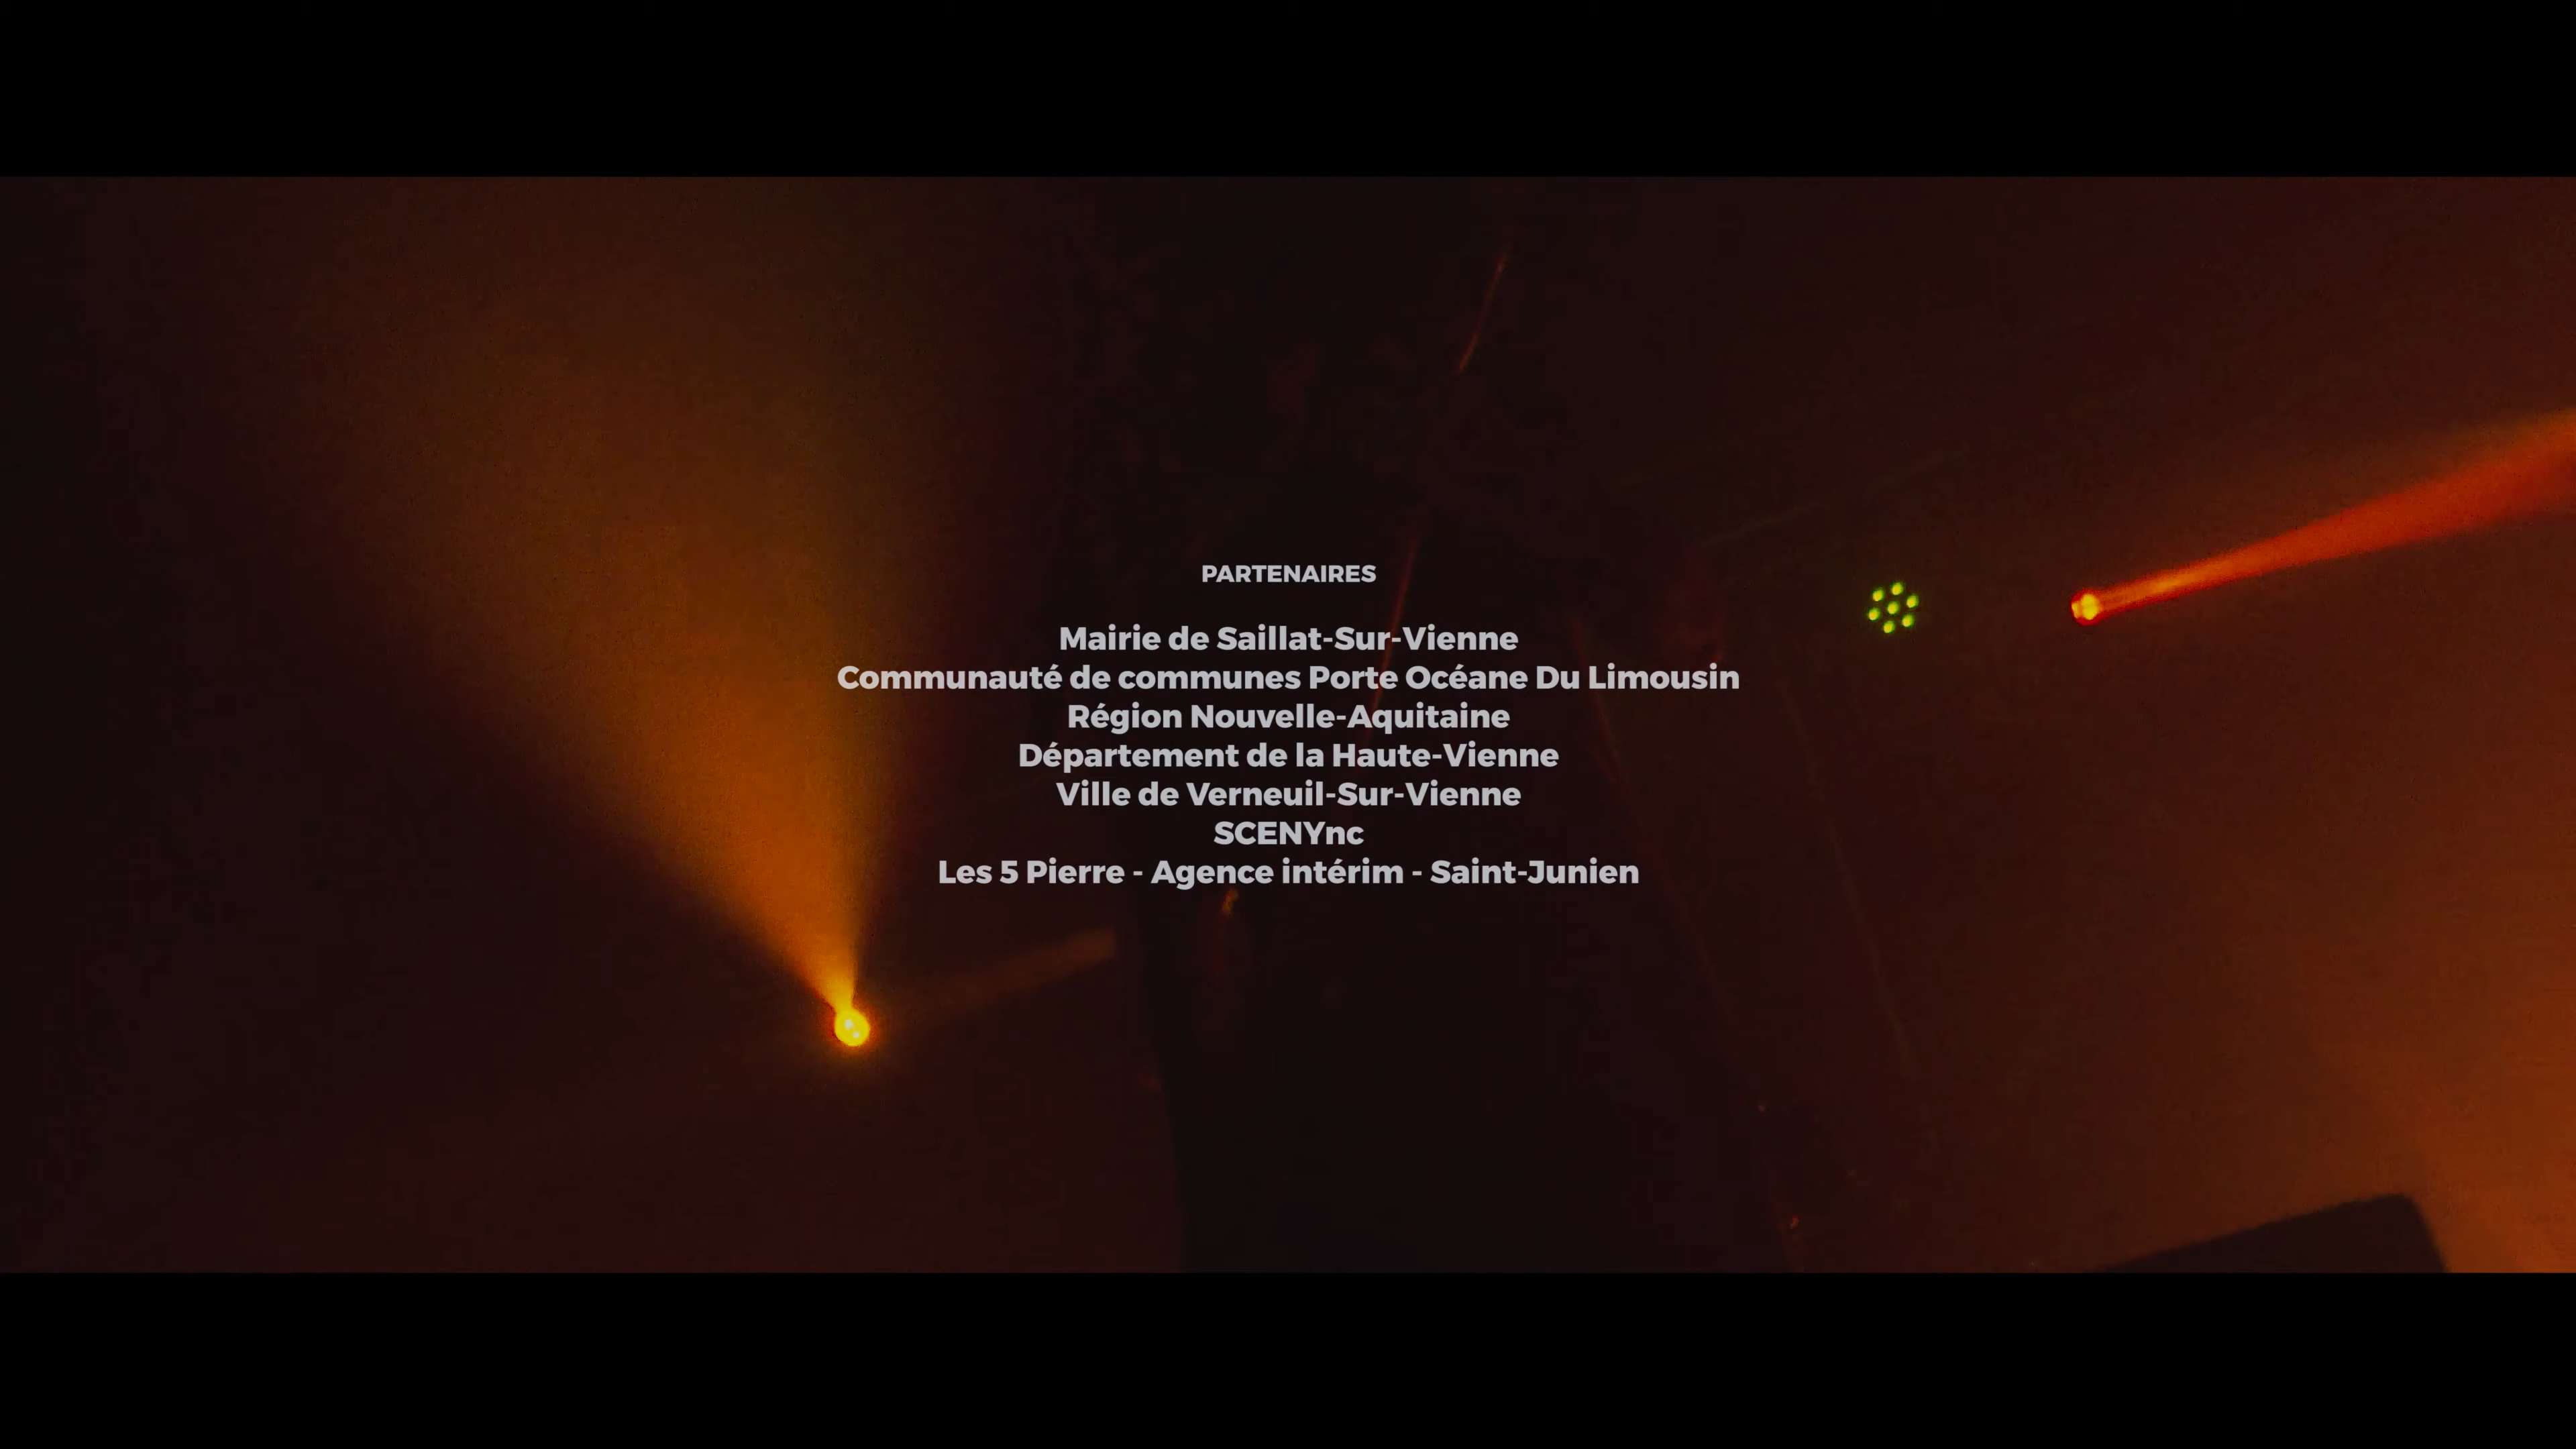 PARTENAIRES
Mairie de Saillat-Sur-Vienne
Communauté de communes Porte Océane Du Limousin
Région Nouvelle-Aquitaine
Département de la Haute-Vienne
Ville de Verneuil-Sur-Vienne
SCENYnc
Les 5 Pierre - Agence intérim - Saint-Junien